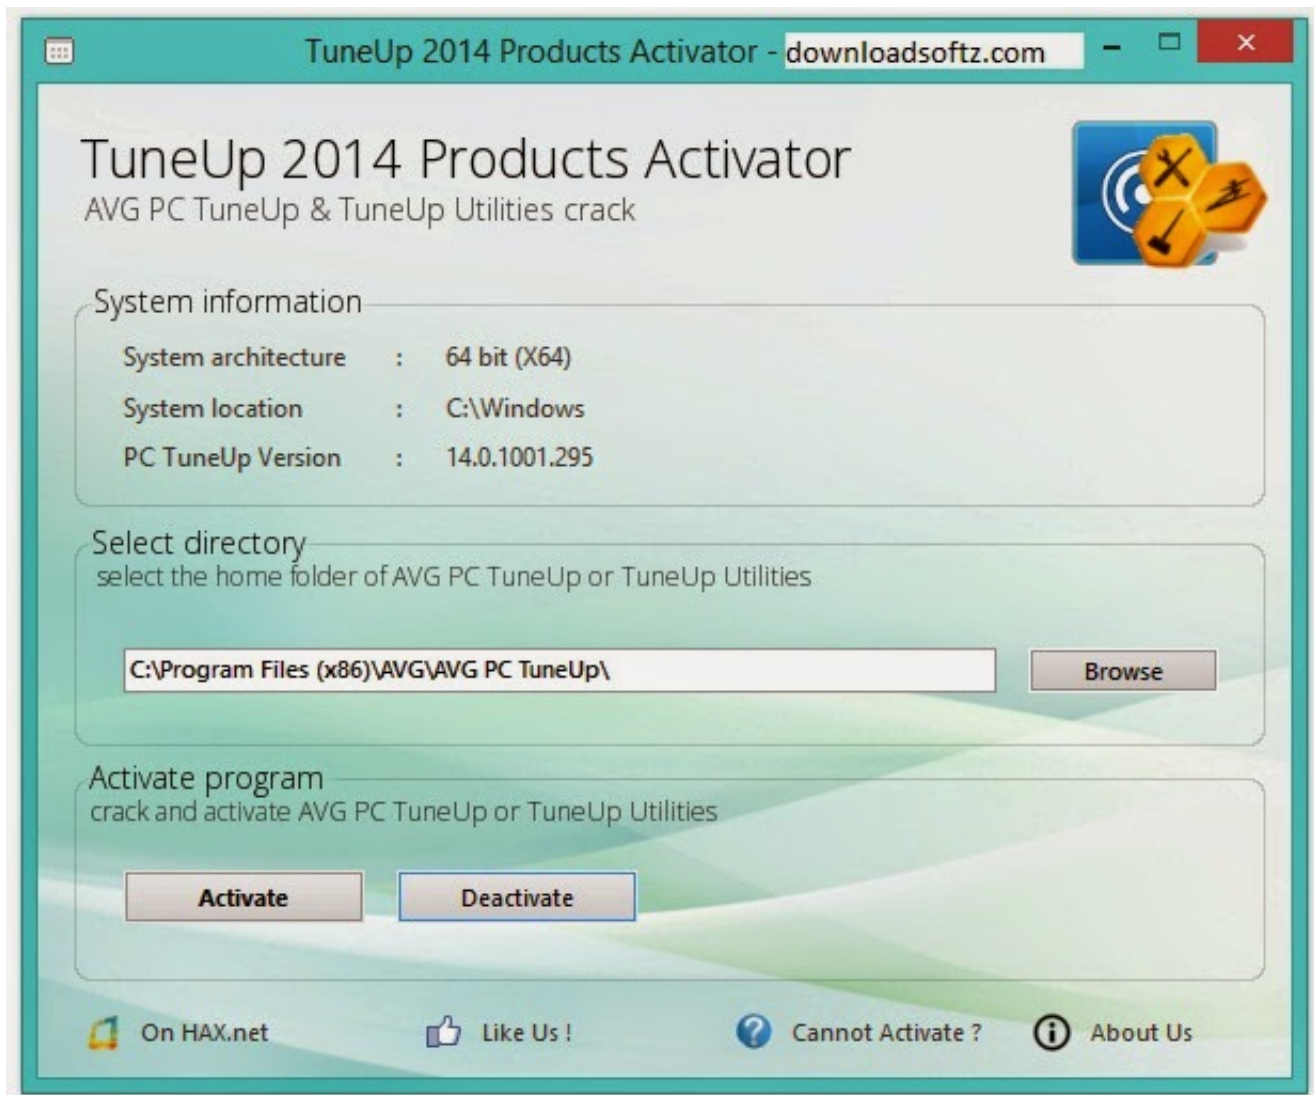 TuneUp 2014 Products Activator - downloadsoftz.com
TuneUp 2014 Products Activator
AVG PC TuneUp & TuneUp Utilities crack
System information
System architecture : 64 bit (X64)
System location : C:\Windows
PC TuneUp Version : 14.0.1001.295
Select directory
select the home folder of AVG PC TuneUp or TuneUp Utilities
C:\Program Files (x86)\AVG\AVG PC TuneUp\
Browse
Activate program
crack and activate AVG PC TuneUp or TuneUp Utilities
Activate Deactivate
On HAX.net Like Us ! Cannot Activate ? About Us